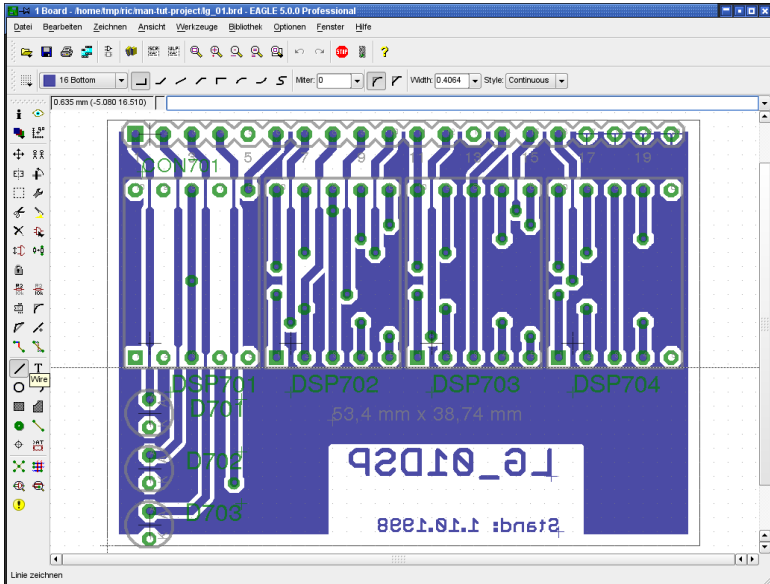 1 Board - /home/tmp/ric/man-tut-project/lg_01.brd - EAGLE 5.0.0 Professional
Datei Bearbeiten Zeichnen Ansicht Werkzeuge Bibliothek Optionen Fenster Hilfe
16 Bottom Miter: 0 Width: 0.4064 Style: Continuous
0.635 mm (-5.080 16.510)
CON701
5 7 9 11 13 15 17 19
DSP701 DSP702 DSP703 DSP704
D701
53,4 mm x 38,74 mm
D702
LG_01DSP
D703
Stand: 1.10.1998
Wire
Linie zeichnen